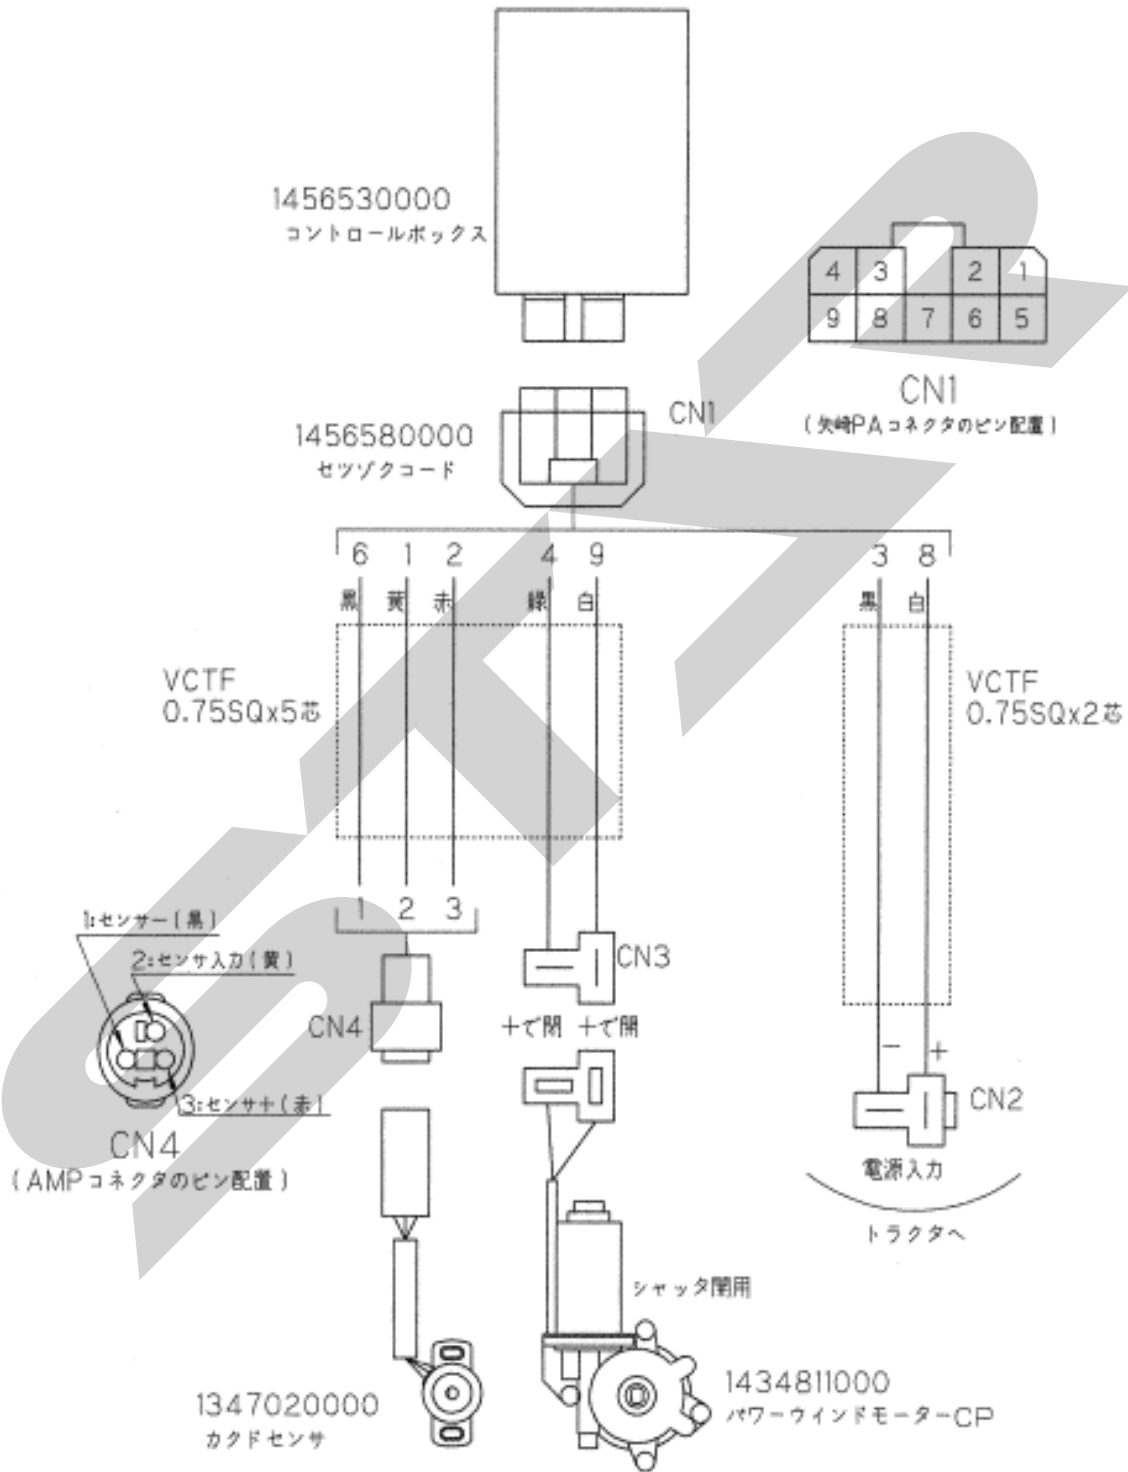 1456530000
コントロールボックス
4 3 2 1
9 8 7 6 5
CN1
(矢崎PAコネクタのピン配置)
CN1
1456580000
セツゾクコード
6 1 2 4 9 3 8
黒 黄 赤 緑 白 黒 白
VCTF
0.75SQx5芯
VCTF
0.75SQx2芯
1 2 3
1:センサー(黒)
2:センサ入力(黄)
3:センサ+(赤)
CN4
(AMPコネクタのピン配置)
CN4
CN3
+で閉 +で開
- +
CN2
電源入力
トラクタへ
シャッタ開用
1347020000
カクドセンサ
1434811000
パワーウインドモーターCP
STAR